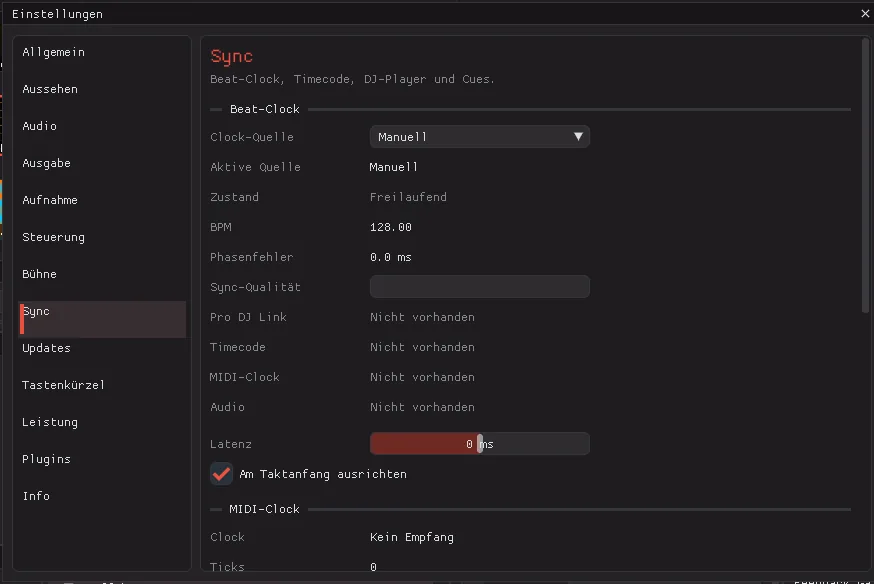 Einstellungen
Allgemein
Aussehen
Audio
Ausgabe
Aufnahme
Steuerung
Bühne
Sync
Updates
Tastenkürzel
Leistung
Plugins
Info
Sync
Beat-Clock, Timecode, DJ-Player und Cues.
Beat-Clock
Clock-Quelle Manuell
Aktive Quelle Manuell
Zustand Freilaufend
BPM 128.00
Phasenfehler 0.0 ms
Sync-Qualität
Pro DJ Link Nicht vorhanden
Timecode Nicht vorhanden
MIDI-Clock Nicht vorhanden
Audio Nicht vorhanden
Latenz 0 ms
Am Taktanfang ausrichten
MIDI-Clock
Clock Kein Empfang
Ticks 0